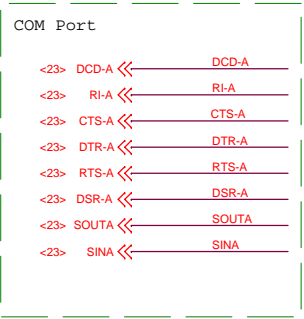 COM Port
<23> DCD-A DCD-A
<23> RI-A RI-A
<23> CTS-A CTS-A
<23> DTR-A DTR-A
<23> RTS-A RTS-A
<23> DSR-A DSR-A
<23> SOUTA SOUTA
<23> SINA SINA